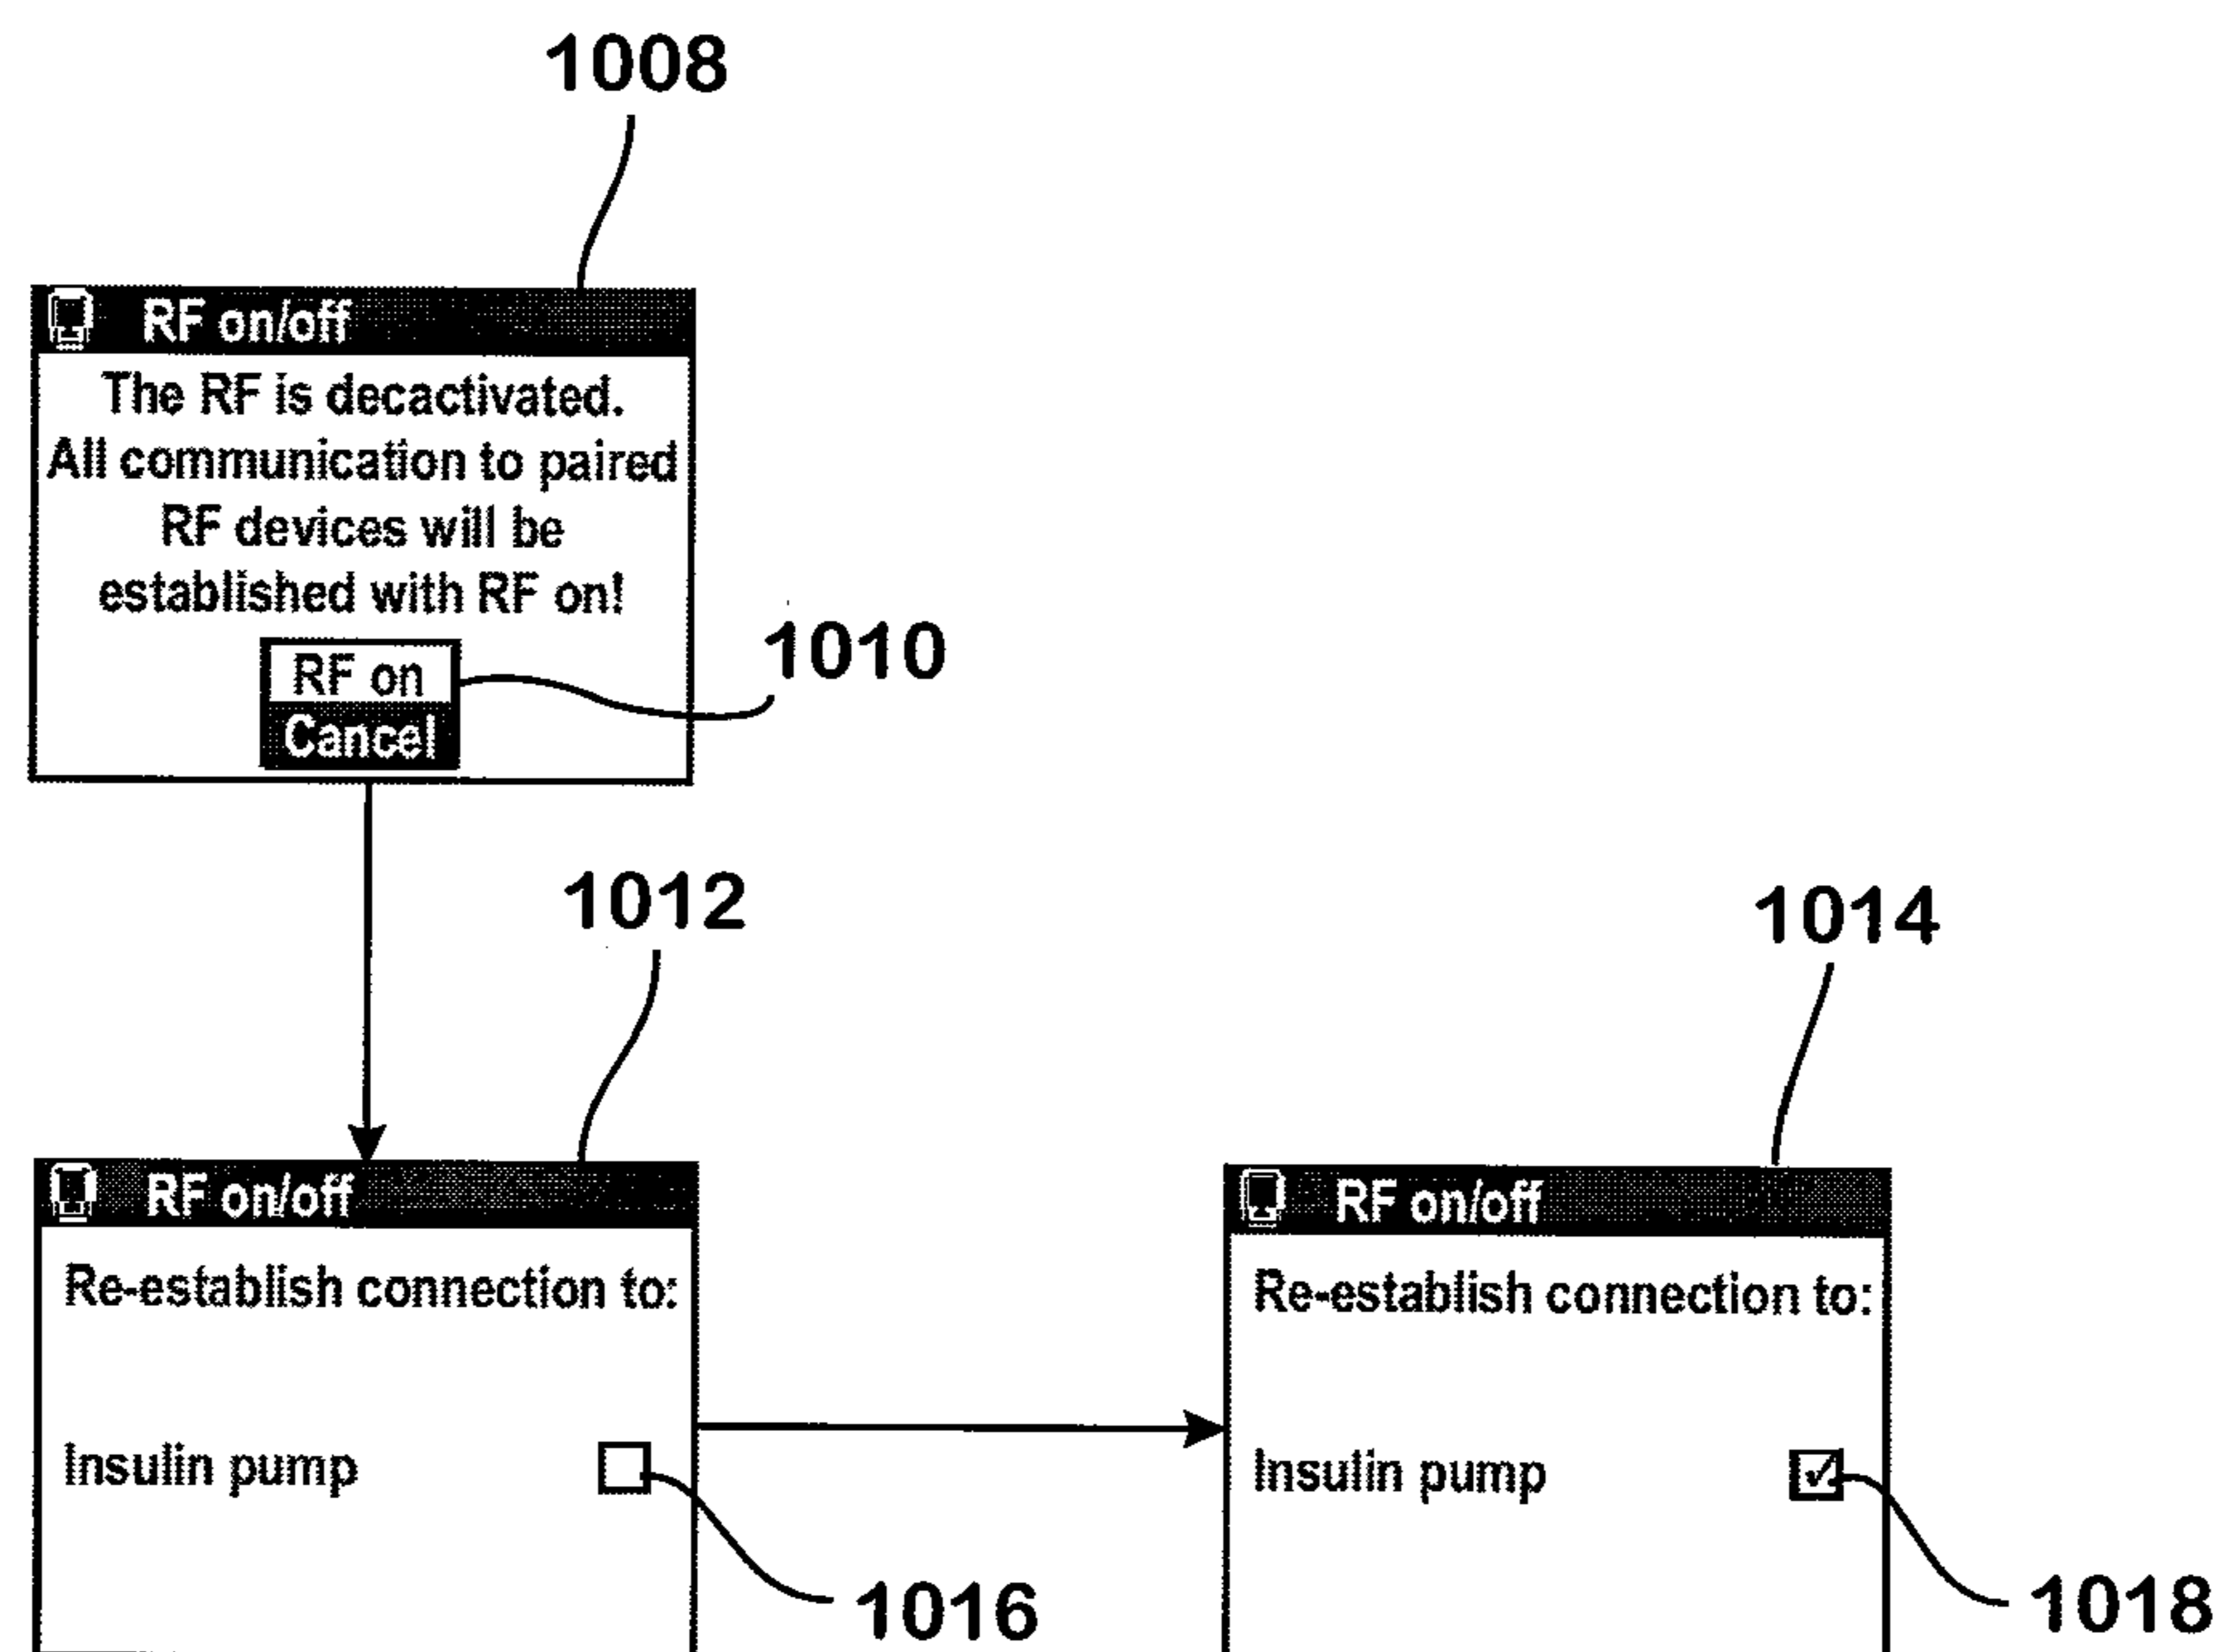 1008
RF on/off
The RF is decactivated.
All communication to paired
RF devices will be
established with RF on!
RF on
Cancel
1010
1012
RF on/off
Re-establish connection to:
Insulin pump
1016
1014
RF on/off
Re-establish connection to:
Insulin pump
1018